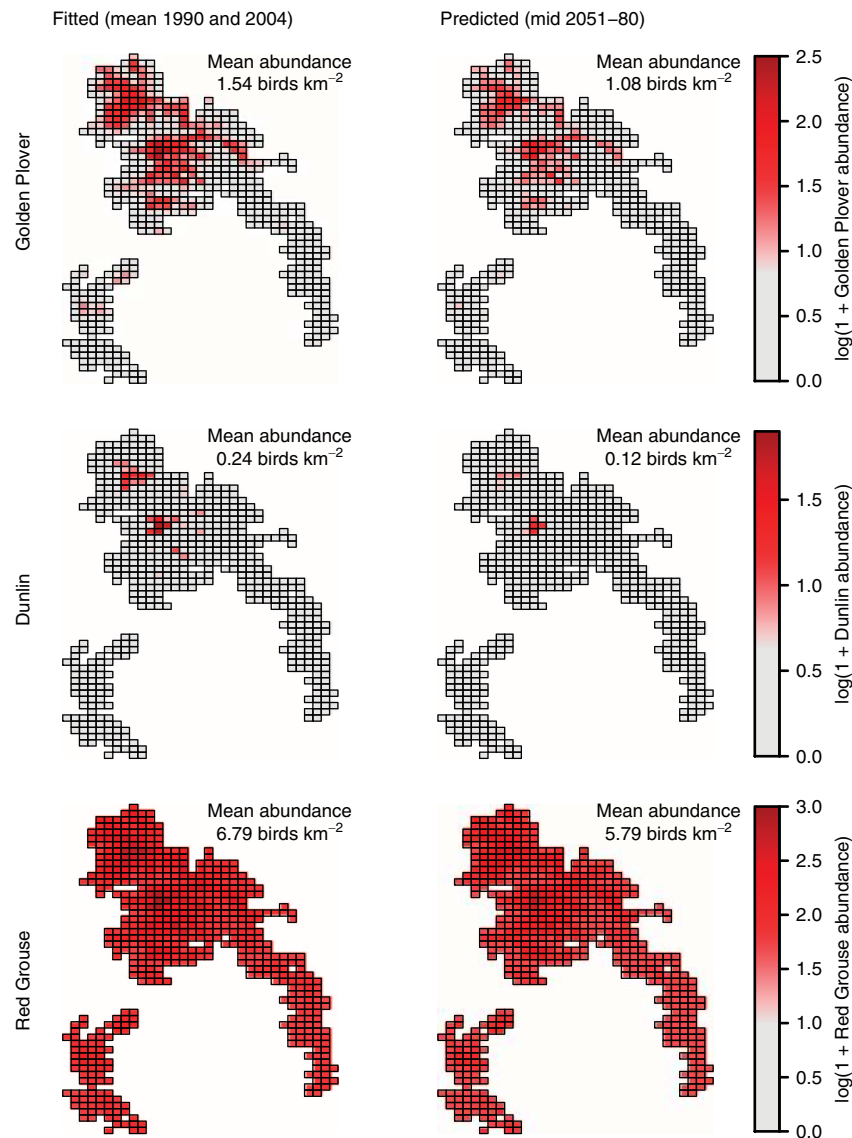 Fitted (mean 1990 and 2004)
Predicted (mid 2051–80)
Golden Plover
Mean abundance
1.54 birds km−2
Mean abundance
1.08 birds km−2
2.5
2.0
1.5
1.0
0.5
0.0
log(1 + Golden Plover abundance)
Dunlin
Mean abundance
0.24 birds km−2
Mean abundance
0.12 birds km−2
1.5
1.0
0.5
0.0
log(1 + Dunlin abundance)
Red Grouse
Mean abundance
6.79 birds km−2
Mean abundance
5.79 birds km−2
3.0
2.5
2.0
1.5
1.0
0.5
0.0
log(1 + Red Grouse abundance)